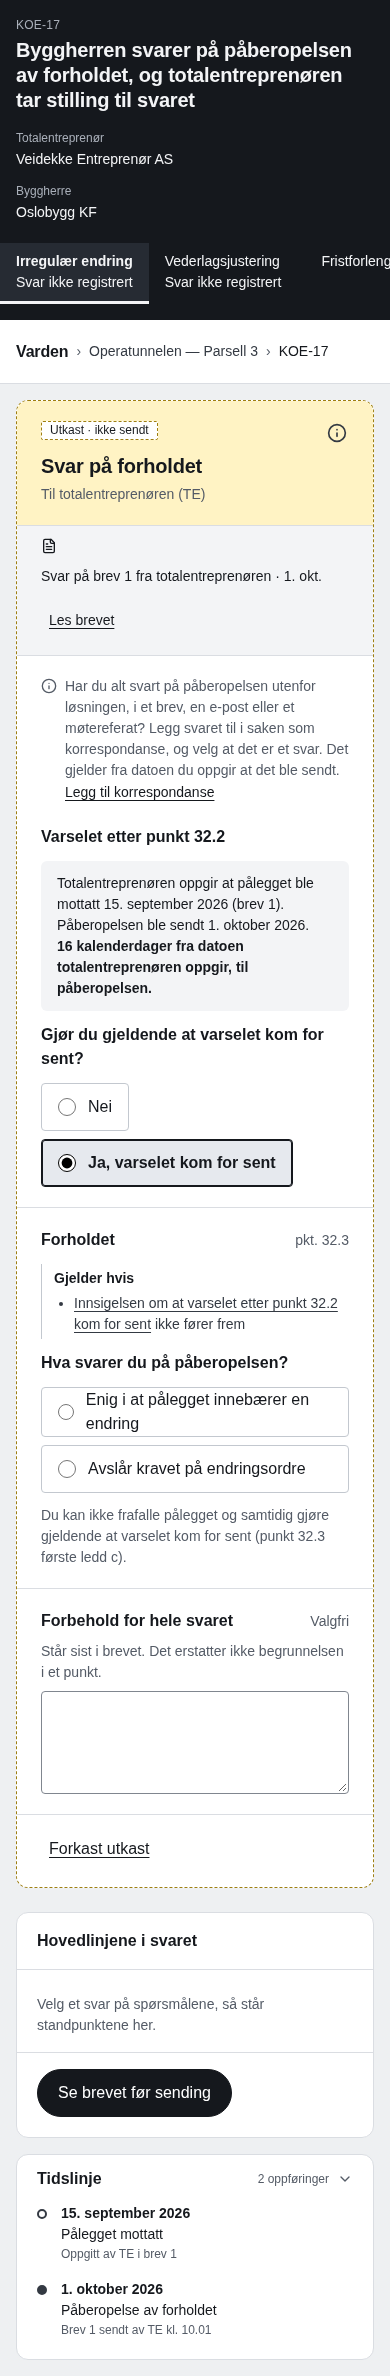 KOE-17
Byggherren svarer på påberopelsen
av forholdet, og totalentreprenøren
tar stilling til svaret
Totalentreprenør
Veidekke Entreprenør AS
Byggherre
Oslobygg KF
Irregulær endring
Svar ikke registrert
Vederlagsjustering
Svar ikke registrert
Fristforleng
Varden › Operatunnelen — Parsell 3 › KOE-17
Utkast · ikke sendt
Svar på forholdet
Til totalentreprenøren (TE)
Svar på brev 1 fra totalentreprenøren · 1. okt.
Les brevet
Har du alt svart på påberopelsen utenfor
løsningen, i et brev, en e-post eller et
møtereferat? Legg svaret til i saken som
korrespondanse, og velg at det er et svar. Det
gjelder fra datoen du oppgir at det ble sendt.
Legg til korrespondanse
Varselet etter punkt 32.2
Totalentreprenøren oppgir at pålegget ble
mottatt 15. september 2026 (brev 1).
Påberopelsen ble sendt 1. oktober 2026.
16 kalenderdager fra datoen
totalentreprenøren oppgir, til
påberopelsen.
Gjør du gjeldende at varselet kom for
sent?
Nei
Ja, varselet kom for sent
Forholdet pkt. 32.3
Gjelder hvis
• Innsigelsen om at varselet etter punkt 32.2
kom for sent ikke fører frem
Hva svarer du på påberopelsen?
Enig i at pålegget innebærer en
endring
Avslår kravet på endringsordre
Du kan ikke frafalle pålegget og samtidig gjøre
gjeldende at varselet kom for sent (punkt 32.3
første ledd c).
Forbehold for hele svaret Valgfri
Står sist i brevet. Det erstatter ikke begrunnelsen
i et punkt.
Forkast utkast
Hovedlinjene i svaret
Velg et svar på spørsmålene, så står
standpunktene her.
Se brevet før sending
Tidslinje 2 oppføringer
15. september 2026
Pålegget mottatt
Oppgitt av TE i brev 1
1. oktober 2026
Påberopelse av forholdet
Brev 1 sendt av TE kl. 10.01